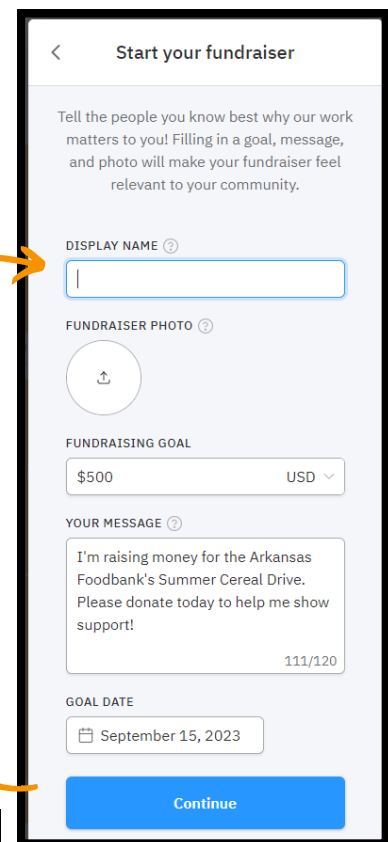 Start your fundraiser
Tell the people you know best why our work
matters to you! Filling in a goal, message,
and photo will make your fundraiser feel
relevant to your community.
DISPLAY NAME ?
FUNDRAISER PHOTO ?
FUNDRAISING GOAL
$500 USD
YOUR MESSAGE ?
I'm raising money for the Arkansas
Foodbank's Summer Cereal Drive.
Please donate today to help me show
support!
111/120
GOAL DATE
September 15, 2023
Continue